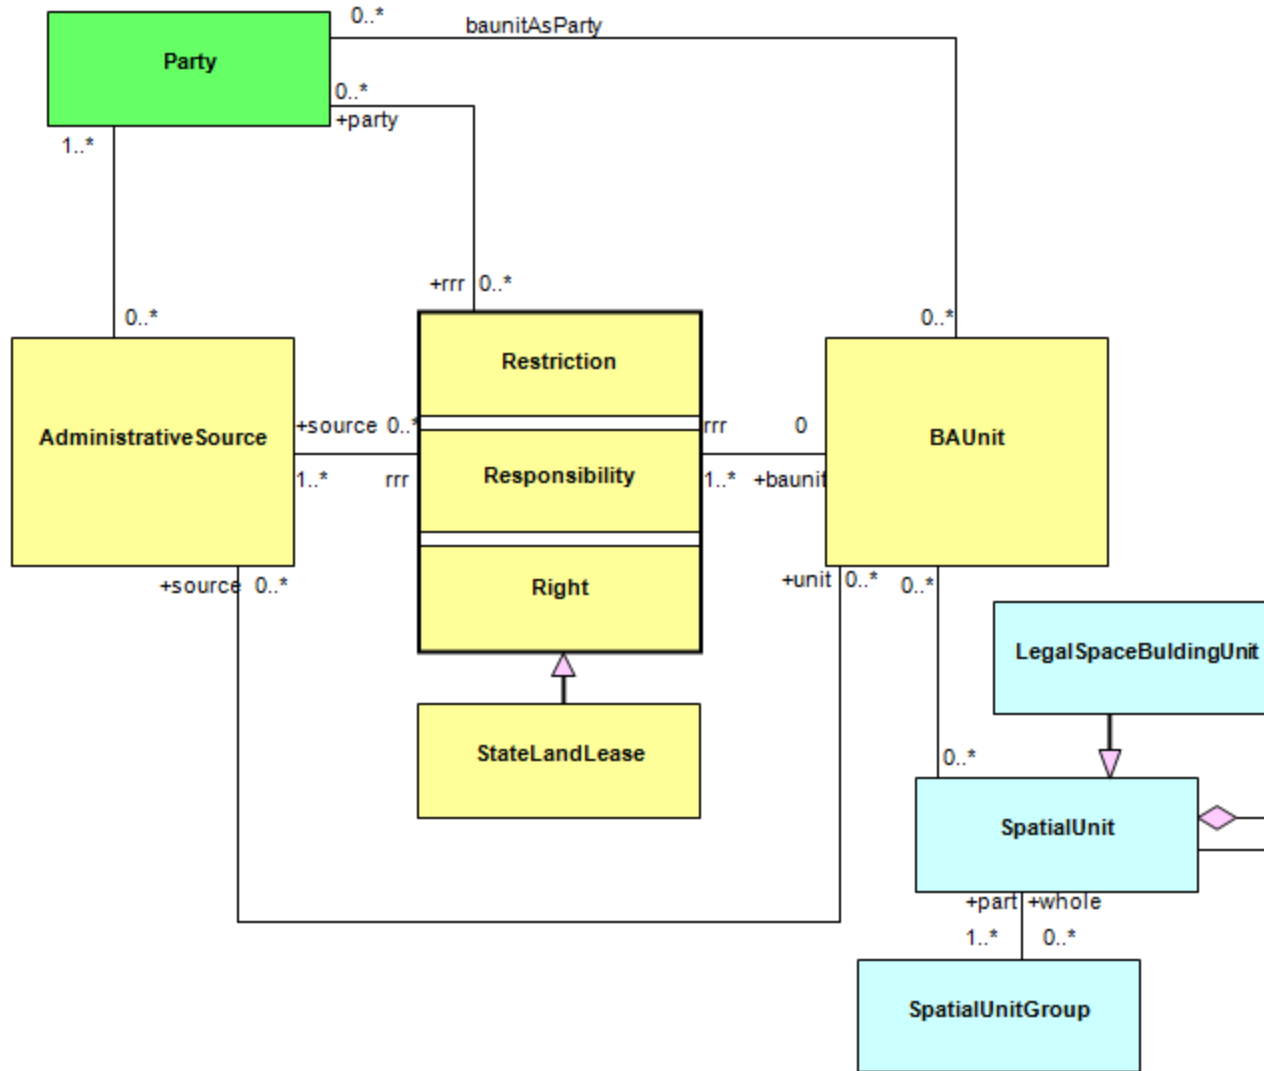 0..*
baunitAsParty
Party
0..*
+party
1..*
+rrr 0..*
0..*
0..*
Restriction
+source 0..*
rrr 0
AdministrativeSource
BAUnit
Responsibility
1..* rrr
1..* +baunit
+source 0..*
Right
+unit 0..* 0..*
LegalSpaceBuldingUnit
StateLandLease
0..*
SpatialUnit
+part +whole
1..* 0..*
SpatialUnitGroup